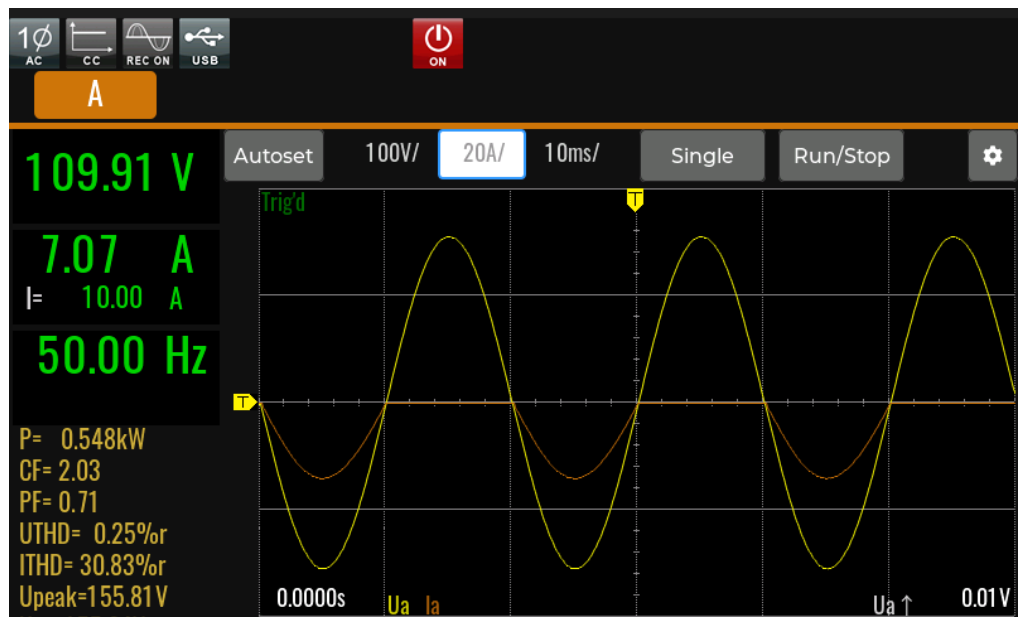 1Ø AC CC REC ON USB ON
A
109.91 V
Autoset 100V/ 20A/ 10ms/ Single Run/Stop
Trig'd T
7.07 A
I= 10.00 A
50.00 Hz
T
P= 0.548kW
CF= 2.03
PF= 0.71
UTHD= 0.25%r
ITHD= 30.83%r
Upeak=155.81V
0.0000s Ua Ia Ua ↑ 0.01V